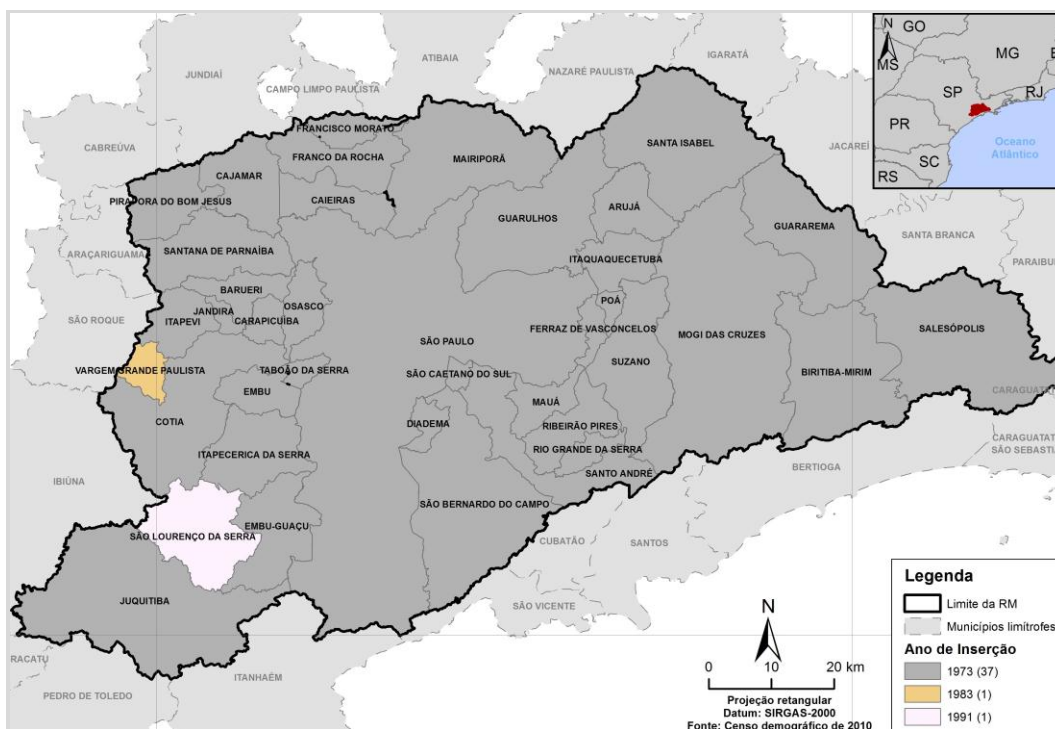 JUNDIAÍ
ATIBAIA
IGARATÁ
NAZARÉ PAULISTA
CAMPO LIMPO PAULISTA
FRANCISCO MORATO
CABREÚVA
FRANCO DA ROCHA
MAIRIPORÃ
SANTA ISABEL
JACAREÍ
CAJAMAR
PIRAPORA DO BOM JESUS
CAIEIRAS
ARUJÁ
GUARULHOS
GUARAREMA
SANTA BRANCA
SANTANA DE PARNAÍBA
ARAÇARIGUAMA
ITAQUAQUECETUBA
PARAIBU
BARUERI
POÁ
OSASCO
JANDIRA
SÃO ROQUE
ITAPEVI
CARAPICUÍBA
FERRAZ DE VASCONCELOS
MOGI DAS CRUZES
SALESÓPOLIS
SÃO PAULO
SUZANO
VARGEM GRANDE PAULISTA
TABOÃO DA SERRA
SÃO CAETANO DO SUL
BIRITIBA-MIRIM
EMBU
CARAGUATA
MAUÁ
COTIA
DIADEMA
RIBEIRÃO PIRES
CARAGUATAT
ITAPECERICA DA SERRA
RIO GRANDE DA SERRA
SÃO SEBASTI
BERTIOGA
SANTO ANDRÉ
IBIÚNA
SÃO BERNARDO DO CAMPO
EMBU-GUAÇU
SÃO LOURENÇO DA SERRA
CUBATÃO
SANTOS
JUQUITIBA
SÃO VICENTE
RACATU
ITANHAÉM
PEDRO DE TOLEDO
N
GO
MS
MG
E
SP
RJ
PR
Oceano
Atlântico
SC
RS
N
0 10 20 km
Projeção retangular
Datum: SIRGAS-2000
Fonte: Censo demográfico de 2010
Legenda
Limite da RM
Municípios limítrofes
Ano de Inserção
1973 (37)
1983 (1)
1991 (1)